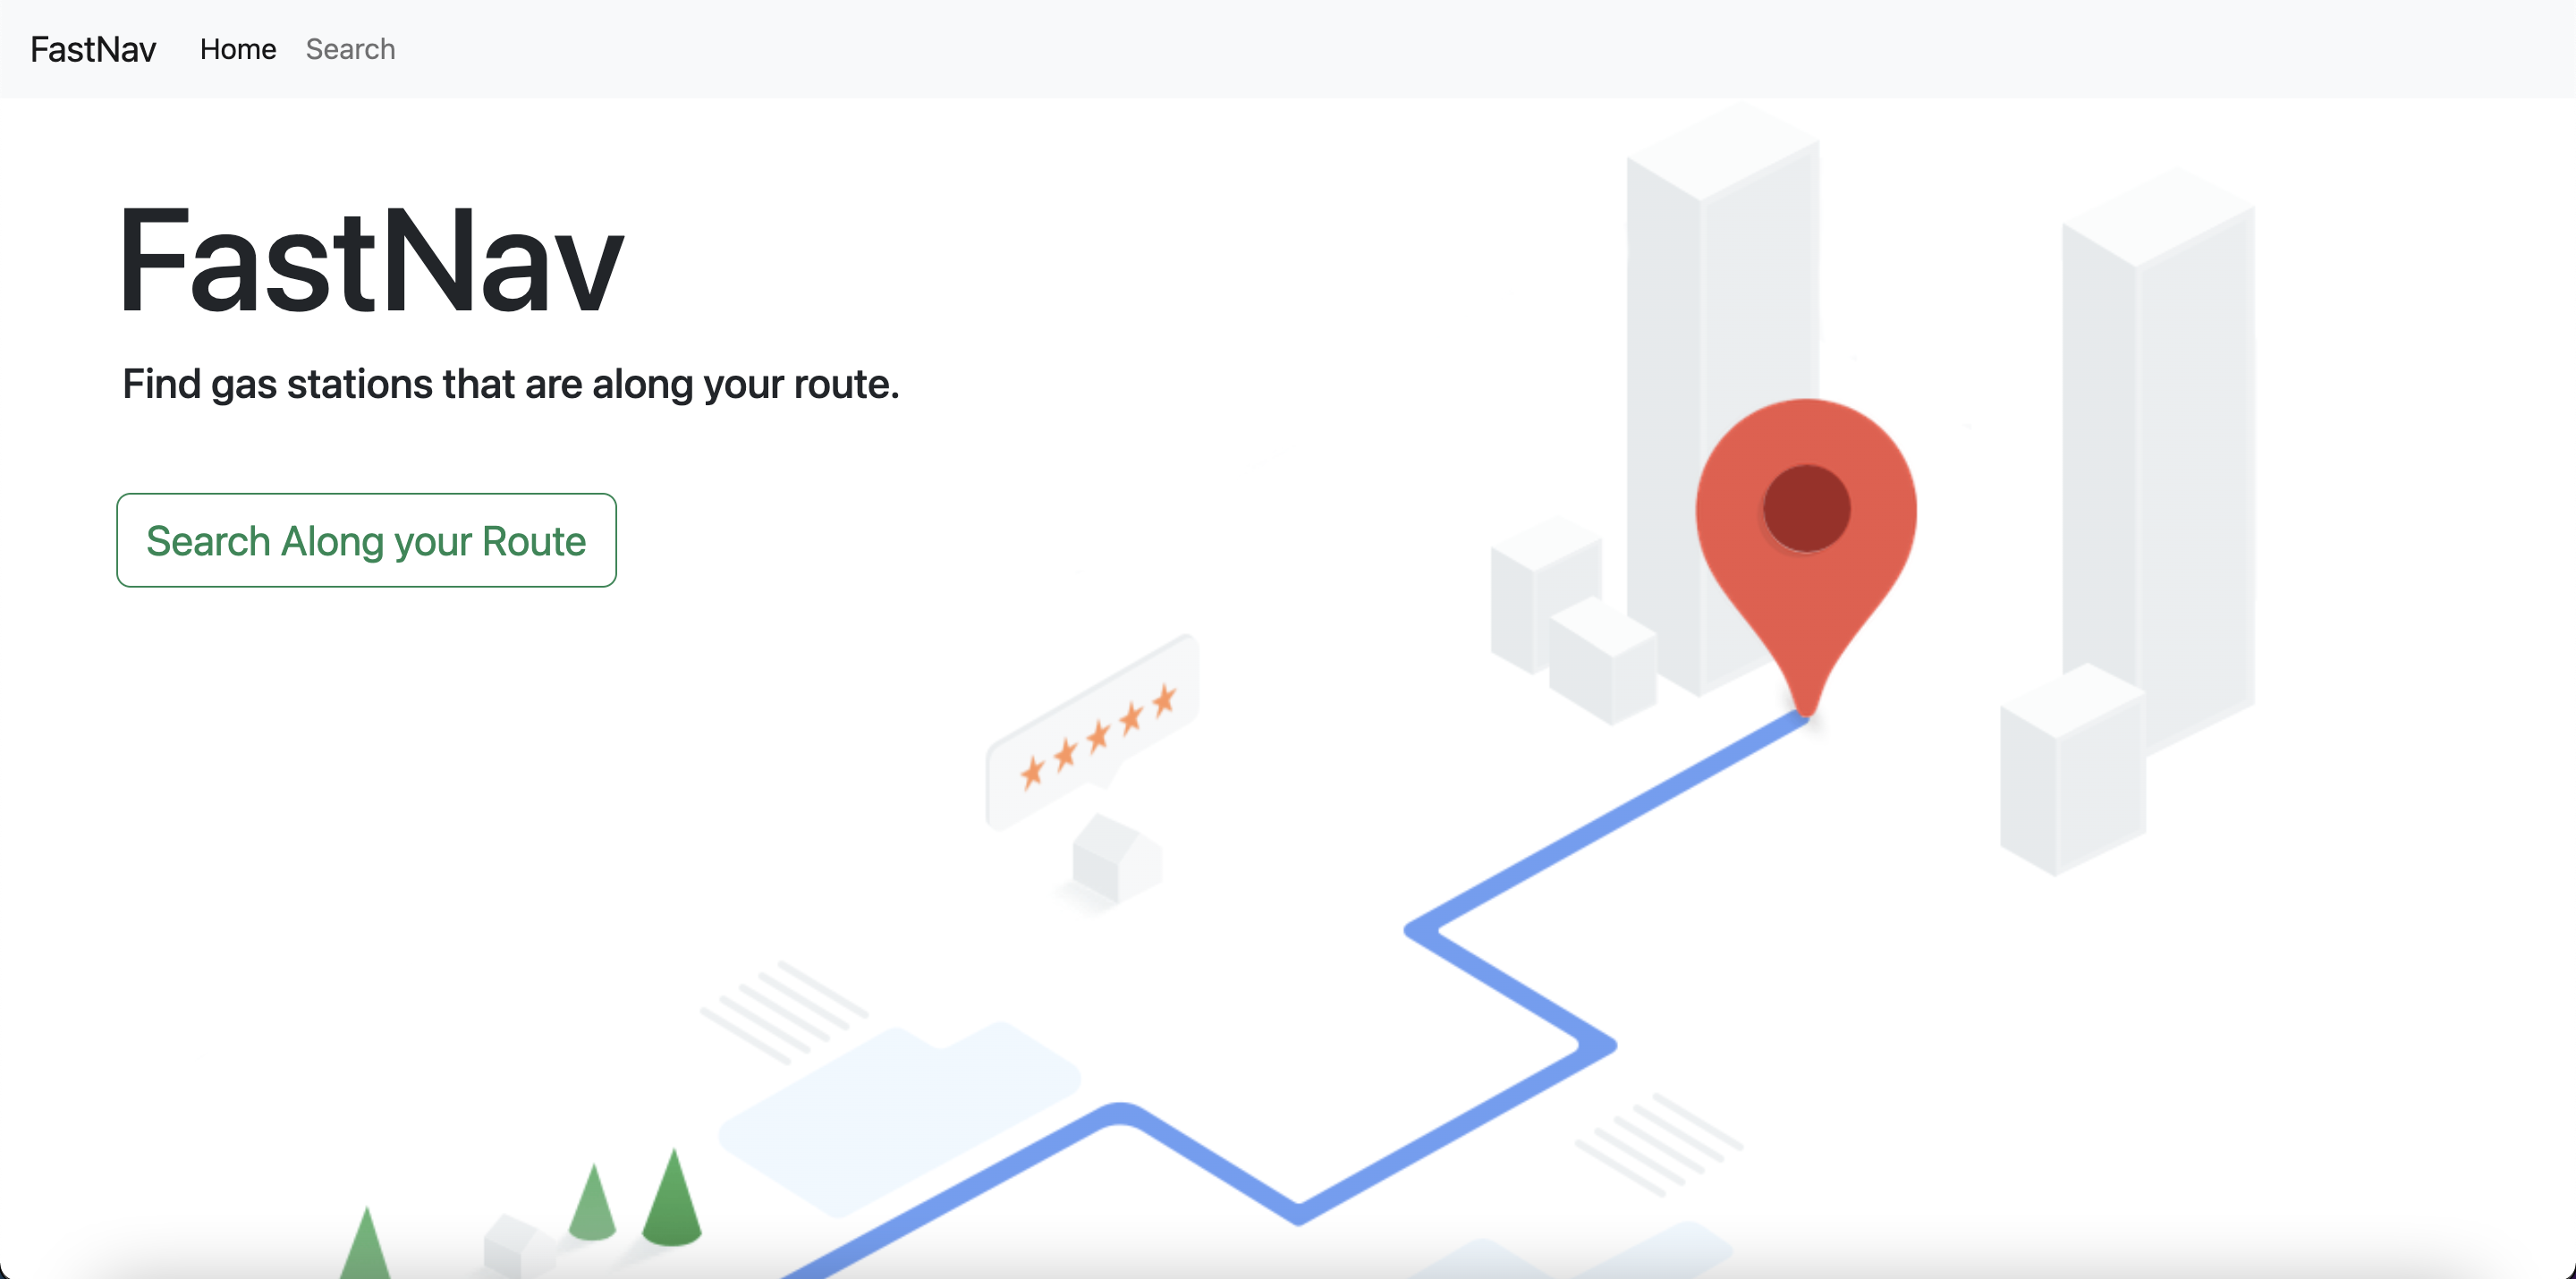 FastNav Home Search
FastNav
Find gas stations that are along your route.
Search Along your Route